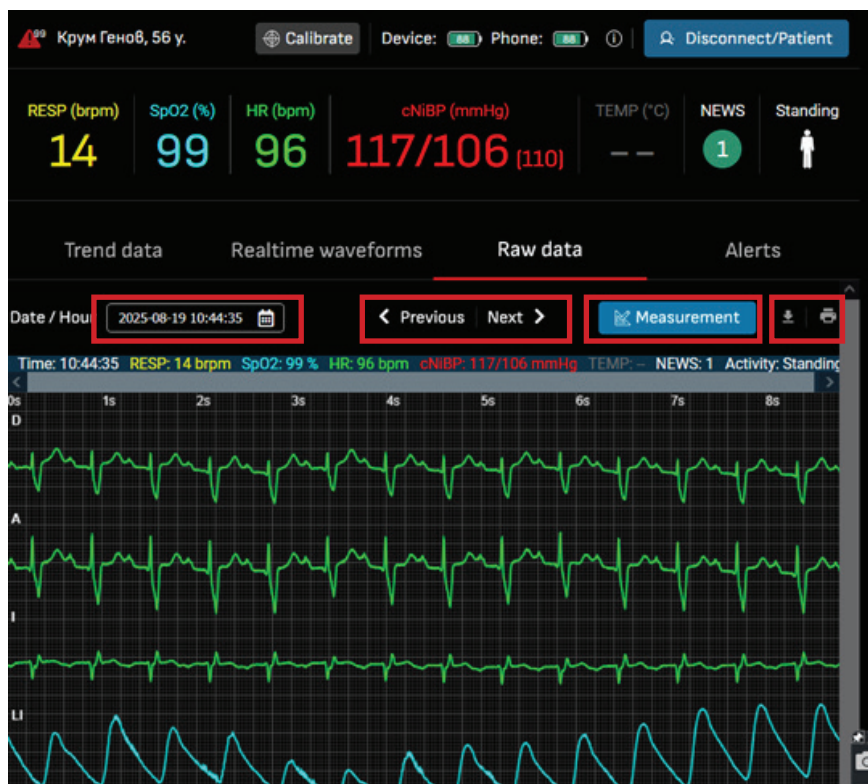 99 Крум Генов, 56 у. Calibrate Device: 88 Phone: 88 Disconnect/Patient
RESP (brpm) SpO2 (%) HR (bpm) cNiBP (mmHg) TEMP (°C) NEWS Standing
14 99 96 117/106 (110) -- 1
Trend data Realtime waveforms Raw data Alerts
Date / Hou 2025-08-19 10:44:35 Previous Next Measurement
Time: 10:44:35 RESP: 14 brpm SpO2: 99 % HR: 96 bpm cNiBP: 117/106 mmHg TEMP: – NEWS: 1 Activity: Standing
0s 1s 2s 3s 4s 5s 6s 7s 8s
D
A
I
LI